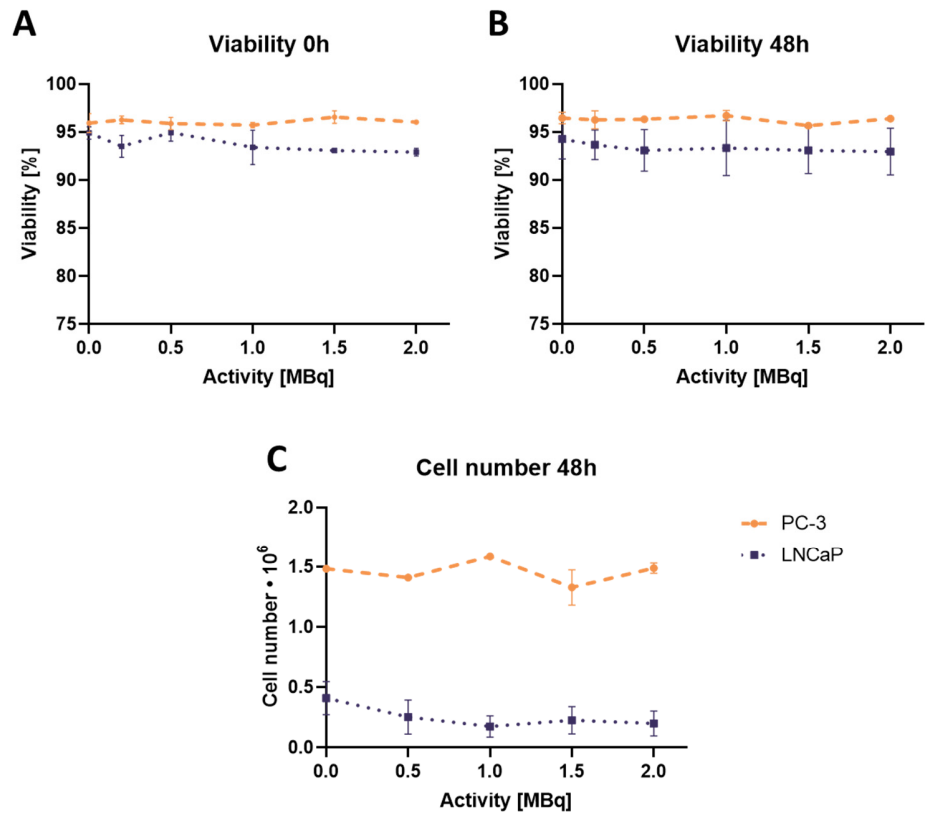 A
Viability 0h
Viability [%]
100
95
90
85
80
75
0.0 0.5 1.0 1.5 2.0
Activity [MBq]
B
Viability 48h
Viability [%]
100
95
90
85
80
75
0.0 0.5 1.0 1.5 2.0
Activity [MBq]
C
Cell number 48h
Cell number • 10⁶
2.0
1.5
1.0
0.5
0.0
0.0 0.5 1.0 1.5 2.0
Activity [MBq]
PC-3
LNCaP